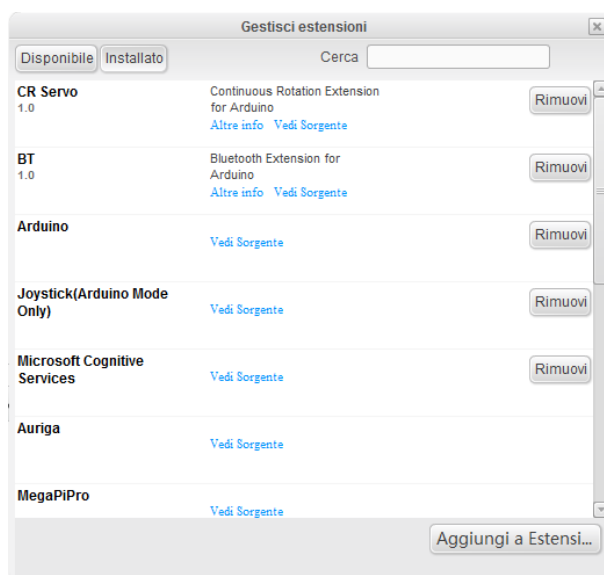 Gestisci estensioni
Disponibile Installato Cerca
CR Servo
1.0
Continuous Rotation Extension
for Arduino
Altre info Vedi Sorgente
Rimuovi
BT
1.0
Bluetooth Extension for
Arduino
Altre info Vedi Sorgente
Rimuovi
Arduino
Vedi Sorgente
Rimuovi
Joystick(Arduino Mode
Only)
Vedi Sorgente
Rimuovi
Microsoft Cognitive
Services
Vedi Sorgente
Rimuovi
Auriga
Vedi Sorgente
MegaPiPro
Vedi Sorgente
Aggiungi a Estensi...